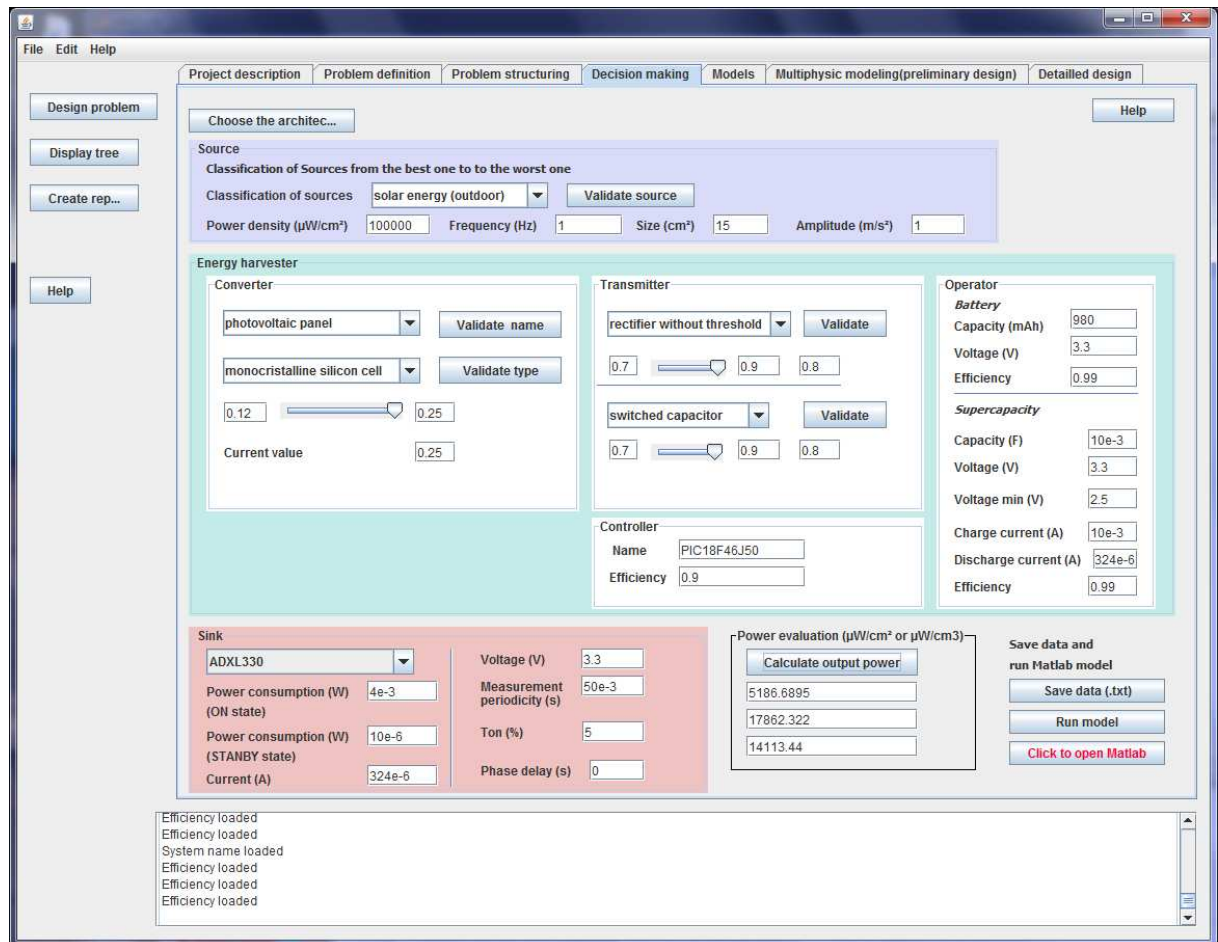 File Edit Help
Project description Problem definition Problem structuring Decision making Models Multiphysic modeling(preliminary design) Detailled design
Design problem
Display tree
Create rep...
Help
Choose the architec...
Help
Source
Classification of Sources from the best one to to the worst one
Classification of sources solar energy (outdoor) Validate source
Power density (µW/cm²) 100000 Frequency (Hz) 1 Size (cm²) 15 Amplitude (m/s²) 1
Energy harvester
Converter
photovoltaic panel Validate name
monocristalline silicon cell Validate type
0.12 0.25
Current value 0.25
Transmitter
rectifier without threshold Validate
0.7 0.9 0.8
switched capacitor Validate
0.7 0.9 0.8
Controller
Name PIC18F46J50
Efficiency 0.9
Operator
Battery
Capacity (mAh) 980
Voltage (V) 3.3
Efficiency 0.99
Supercapacity
Capacity (F) 10e-3
Voltage (V) 3.3
Voltage min (V) 2.5
Charge current (A) 10e-3
Discharge current (A) 324e-6
Efficiency 0.99
Sink
ADXL330
Power consumption (W) 4e-3
(ON state)
Power consumption (W) 10e-6
(STANBY state)
Current (A) 324e-6
Voltage (V) 3.3
Measurement 50e-3
periodicity (s)
Ton (%) 5
Phase delay (s) 0
Power evaluation (µW/cm² or µW/cm3)
Calculate output power
5186.6895
17862.322
14113.44
Save data and
run Matlab model
Save data (.txt)
Run model
Click to open Matlab
Efficiency loaded
Efficiency loaded
System name loaded
Efficiency loaded
Efficiency loaded
Efficiency loaded